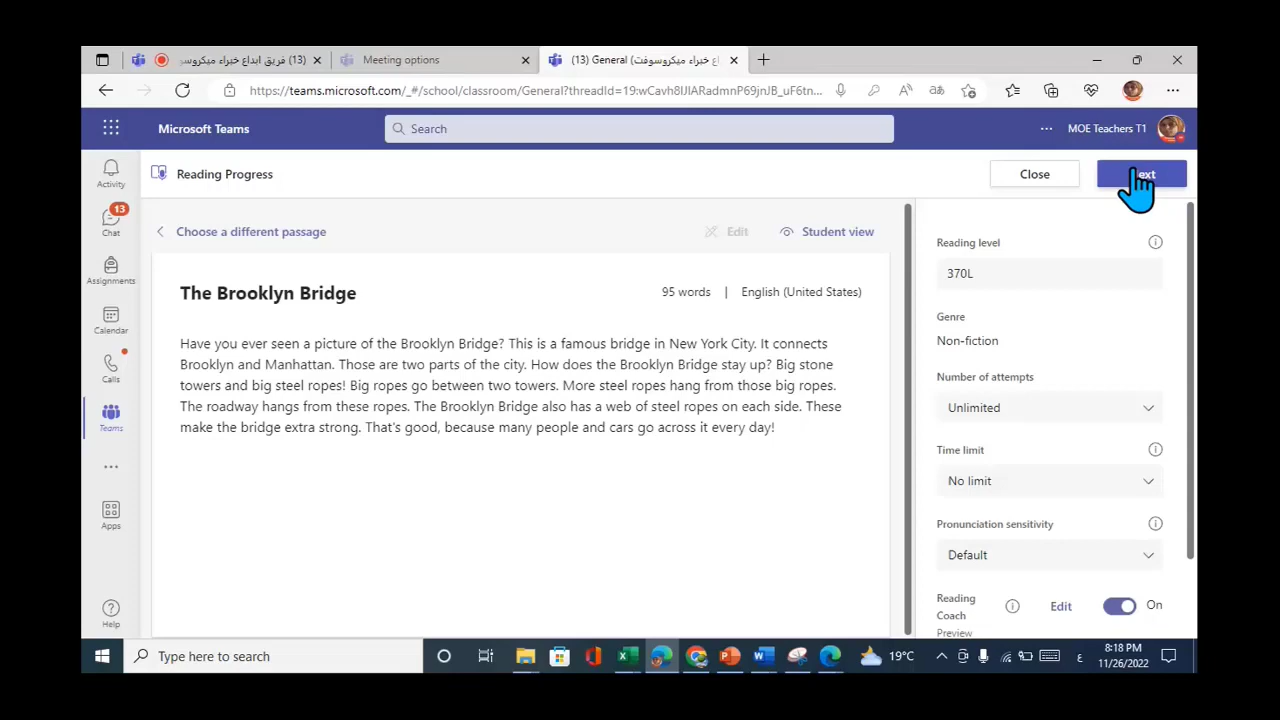 (13) فريق ابداع خبراء ميكروسو
Meeting options
(13) General (اع خبراء ميكروسوفت
https://teams.microsoft.com/_#/school/classroom/General?threadId=19:wCavh8IJIARadmnP69jnJB_uF6tn...
Microsoft Teams
Search
MOE Teachers T1
Activity
13
Chat
Assignments
Calendar
Calls
Teams
Apps
Help
Reading Progress
Close
Choose a different passage
Edit
Student view
The Brooklyn Bridge
95 words | English (United States)
Have you ever seen a picture of the Brooklyn Bridge? This is a famous bridge in New York City. It connects
Brooklyn and Manhattan. Those are two parts of the city. How does the Brooklyn Bridge stay up? Big stone
towers and big steel ropes! Big ropes go between two towers. More steel ropes hang from those big ropes.
The roadway hangs from these ropes. The Brooklyn Bridge also has a web of steel ropes on each side. These
make the bridge extra strong. That's good, because many people and cars go across it every day!
Reading level
370L
Genre
Non-fiction
Number of attempts
Unlimited
Time limit
No limit
Pronunciation sensitivity
Default
Reading
Coach
Preview
Edit
On
Type here to search
19°C
ع
8:18 PM
11/26/2022